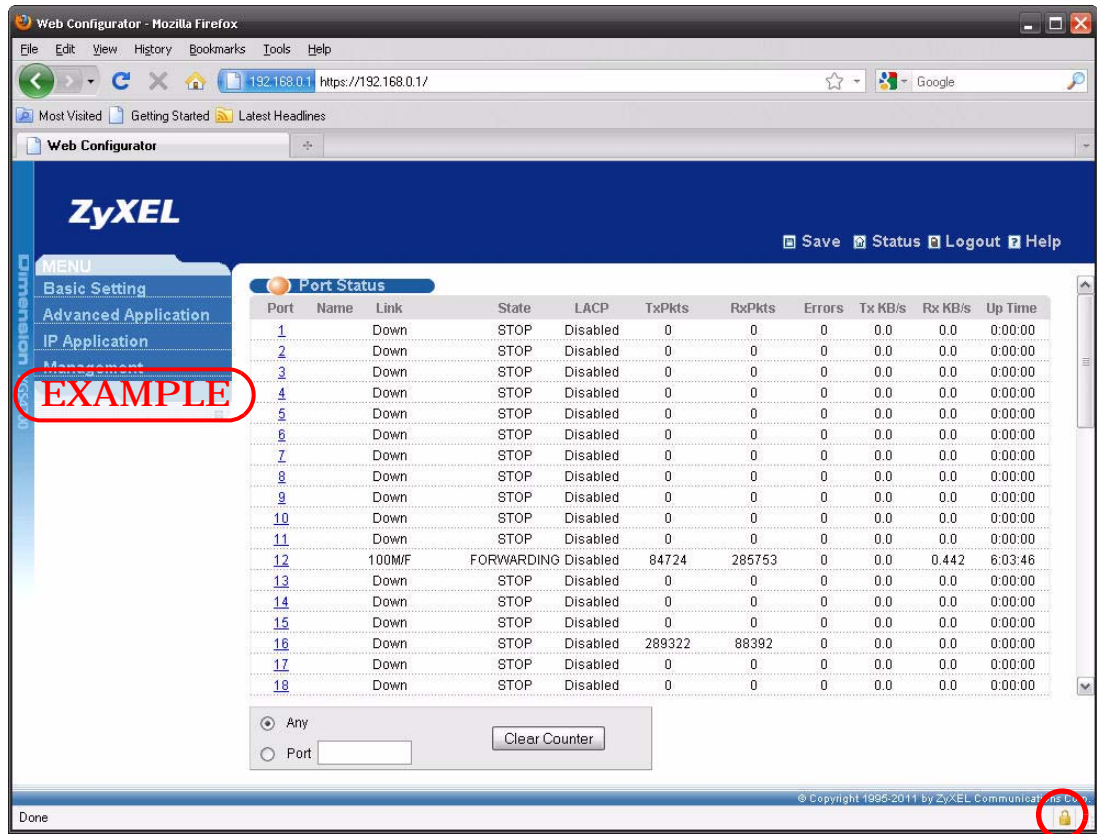 Web Configurator - Mozilla Firefox
File Edit View History Bookmarks Tools Help
192.168.0.1 https://192.168.0.1/
Google
Most Visited Getting Started Latest Headlines
Web Configurator
ZyXEL
Save Status Logout Help
Dimension
MENU
Basic Setting
Advanced Application
IP Application
Management
EXAMPLE
Port Status
Port Name Link State LACP TxPkts RxPkts Errors Tx KB/s Rx KB/s Up Time
1 Down STOP Disabled 0 0 0 0.0 0.0 0:00:00
2 Down STOP Disabled 0 0 0 0.0 0.0 0:00:00
3 Down STOP Disabled 0 0 0 0.0 0.0 0:00:00
4 Down STOP Disabled 0 0 0 0.0 0.0 0:00:00
5 Down STOP Disabled 0 0 0 0.0 0.0 0:00:00
6 Down STOP Disabled 0 0 0 0.0 0.0 0:00:00
7 Down STOP Disabled 0 0 0 0.0 0.0 0:00:00
8 Down STOP Disabled 0 0 0 0.0 0.0 0:00:00
9 Down STOP Disabled 0 0 0 0.0 0.0 0:00:00
10 Down STOP Disabled 0 0 0 0.0 0.0 0:00:00
11 Down STOP Disabled 0 0 0 0.0 0.0 0:00:00
12 100M/F FORWARDING Disabled 84724 285753 0 0.0 0.442 6:03:46
13 Down STOP Disabled 0 0 0 0.0 0.0 0:00:00
14 Down STOP Disabled 0 0 0 0.0 0.0 0:00:00
15 Down STOP Disabled 0 0 0 0.0 0.0 0:00:00
16 Down STOP Disabled 289322 88392 0 0.0 0.0 0:00:00
17 Down STOP Disabled 0 0 0 0.0 0.0 0:00:00
18 Down STOP Disabled 0 0 0 0.0 0.0 0:00:00
Any
Port
Clear Counter
© Copyright 1995-2011 by ZyXEL Communications Corp.
Done